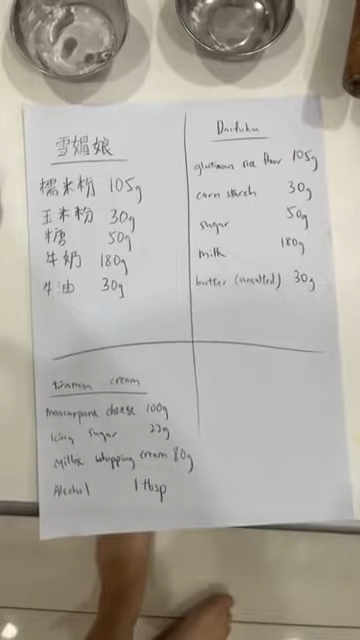 雪媚娘
糯米粉 105g
玉米粉 30g
糖 50g
牛奶 180g
牛油 30g
Daifuku
glutinous rice flour 105g
corn starch 30g
sugar 50g
milk 180g
butter (unsalted) 30g
tiramisu cream
mascarpone cheese 100g
Icing sugar 22g
Millac whipping cream 80g
Alcohol 1 tbsp